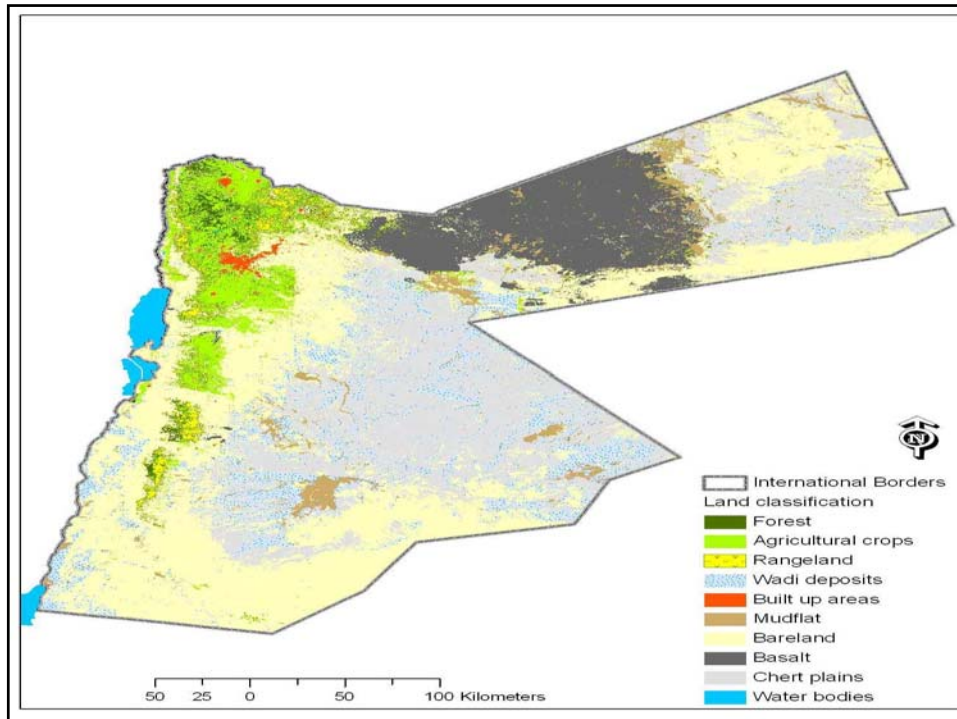 N
International Borders
Land classification
Forest
Agricultural crops
Rangeland
Wadi deposits
Built up areas
Mudflat
Bareland
Basalt
Chert plains
Water bodies
50 25 0 50 100 Kilometers